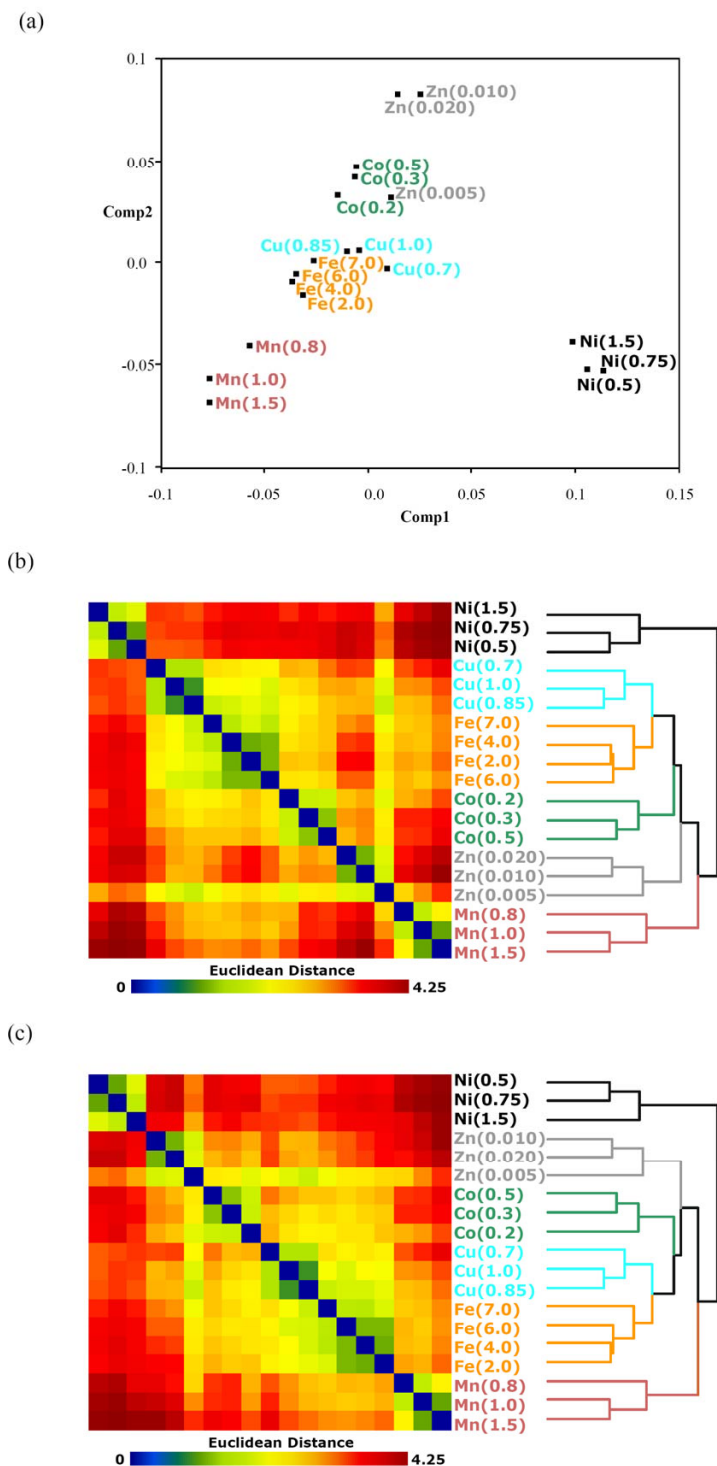 (a)
0.1
Zn(0.010)
Zn(0.020)
0.05
Co(0.5)
Co(0.3)
Zn(0.005)
Co(0.2)
Comp2
Cu(0.85)
Cu(1.0)
0.0
Fe(7.0)
Cu(0.7)
Fe(6.0)
Fe(4.0)
Fe(2.0)
Ni(1.5)
Mn(0.8)
Ni(0.75)
-0.05
Mn(1.0)
Ni(0.5)
Mn(1.5)
-0.1
-0.1 -0.05 0.0 0.05 0.1 0.15
Comp1
(b)
Ni(1.5)
Ni(0.75)
Ni(0.5)
Cu(0.7)
Cu(1.0)
Cu(0.85)
Fe(7.0)
Fe(4.0)
Fe(2.0)
Fe(6.0)
Co(0.2)
Co(0.3)
Co(0.5)
Zn(0.020)
Zn(0.010)
Zn(0.005)
Mn(0.8)
Mn(1.0)
Mn(1.5)
Euclidean Distance
0 4.25
(c)
Ni(0.5)
Ni(0.75)
Ni(1.5)
Zn(0.010)
Zn(0.020)
Zn(0.005)
Co(0.5)
Co(0.3)
Co(0.2)
Cu(0.7)
Cu(1.0)
Cu(0.85)
Fe(7.0)
Fe(6.0)
Fe(4.0)
Fe(2.0)
Mn(0.8)
Mn(1.0)
Mn(1.5)
Euclidean Distance
0 4.25